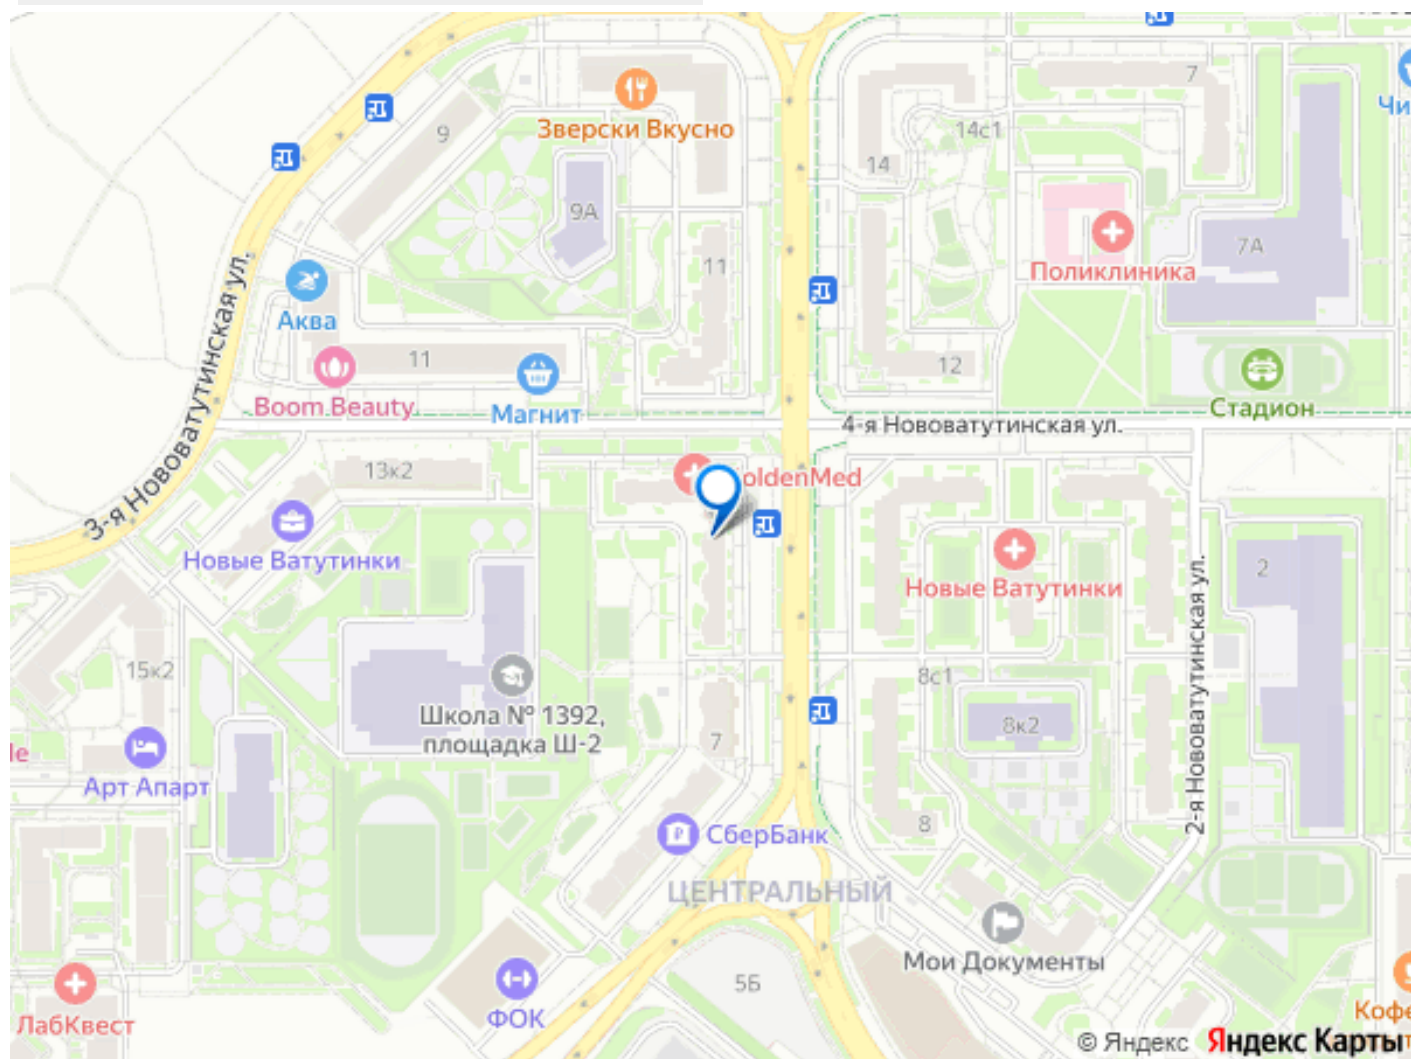 7
Зверски Вкусно
9
14с1
14
Чи
9А
7А
11
Поликлиника
Аква
3-я Нововатутинская ул.
11
12
Boom Beauty
Магнит
Стадион
4-я Нововатутинская ул.
13к2
oldenMed
Новые Ватутинки
2
Новые Ватутинки
15к2
8с1
Школа № 1392,
площадка Ш-2
8к2
7
2-я Нововатутинская ул.
Арт Апарт
СберБанк
8
ЦЕНТРАЛЬНЫЙ
Мои Документы
5Б
ФОК
ЛабКвест
Кофе
© Яндекс Яндекс Карты